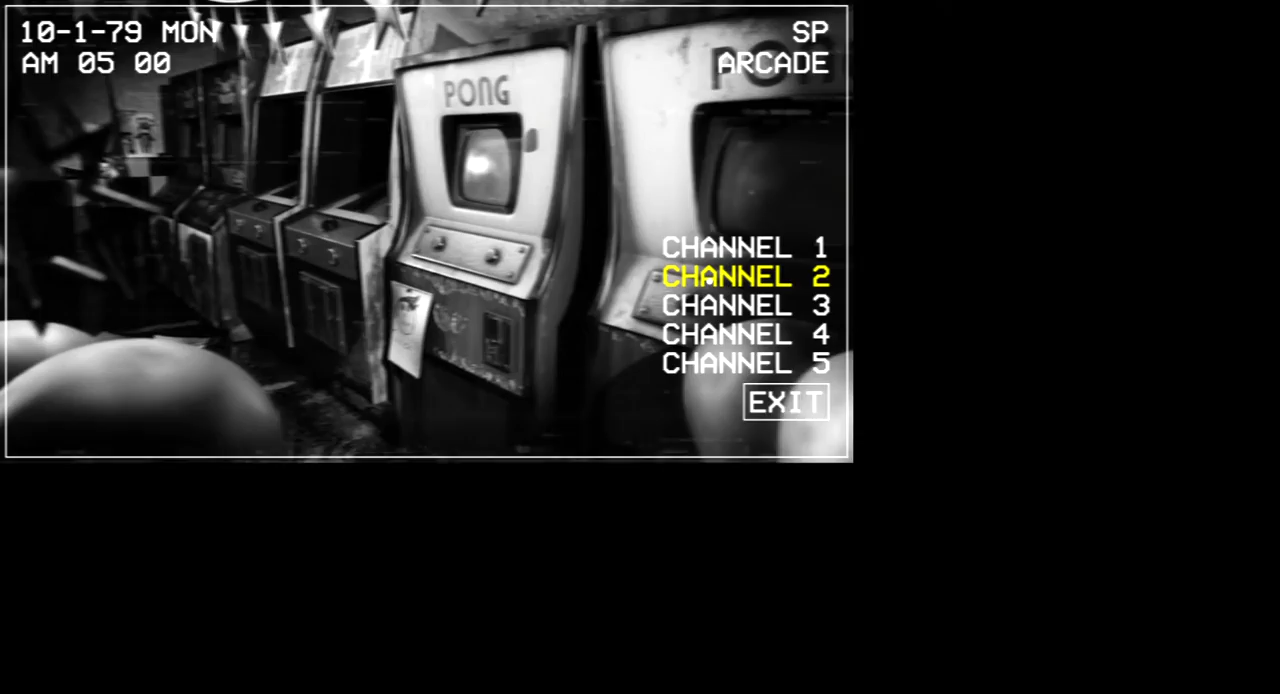 10-1-79 MON
AM 05 00
SP
ARCADE
PONG
CHANNEL 1
CHANNEL 2
CHANNEL 3
CHANNEL 4
CHANNEL 5
EXIT